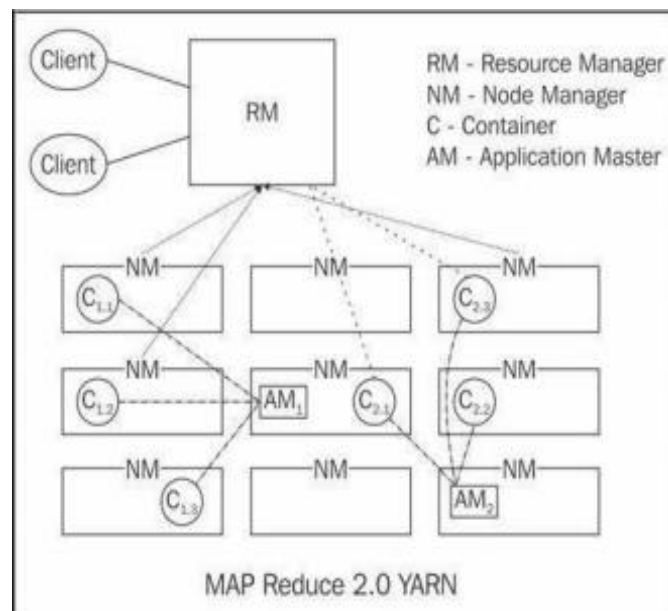 Client
RM
RM - Resource Manager
NM - Node Manager
C - Container
AM - Application Master
Client
NM
NM
NM
C1.1
C2.3
NM
NM
NM
C1.2
AM1
C2.1
C2.2
NM
NM
NM
C1.3
AM2
MAP Reduce 2.0 YARN